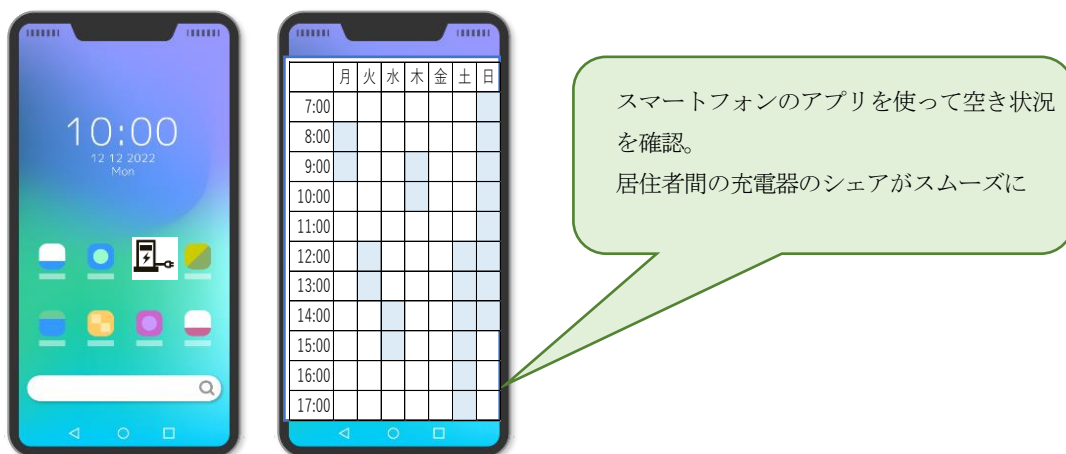 10:00
12 12 2022
Mon
月 火 水 木 金 土 日
7:00
8:00
9:00
10:00
11:00
12:00
13:00
14:00
15:00
16:00
17:00
スマートフォンのアプリを使って空き状況
を確認。
居住者間の充電器のシェアがスムーズに